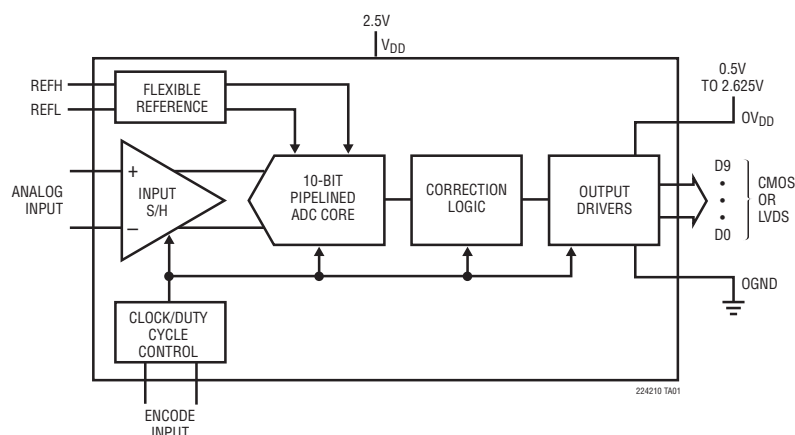 2.5V
VDD
0.5V
TO 2.625V
OVDD
REFH
REFL
FLEXIBLE
REFERENCE
ANALOG
INPUT
+
–
INPUT
S/H
10-BIT
PIPELINED
ADC CORE
CORRECTION
LOGIC
OUTPUT
DRIVERS
D9
•
•
•
D0
CMOS
OR
LVDS
OGND
CLOCK/DUTY
CYCLE
CONTROL
224210 TA01
ENCODE
INPUT